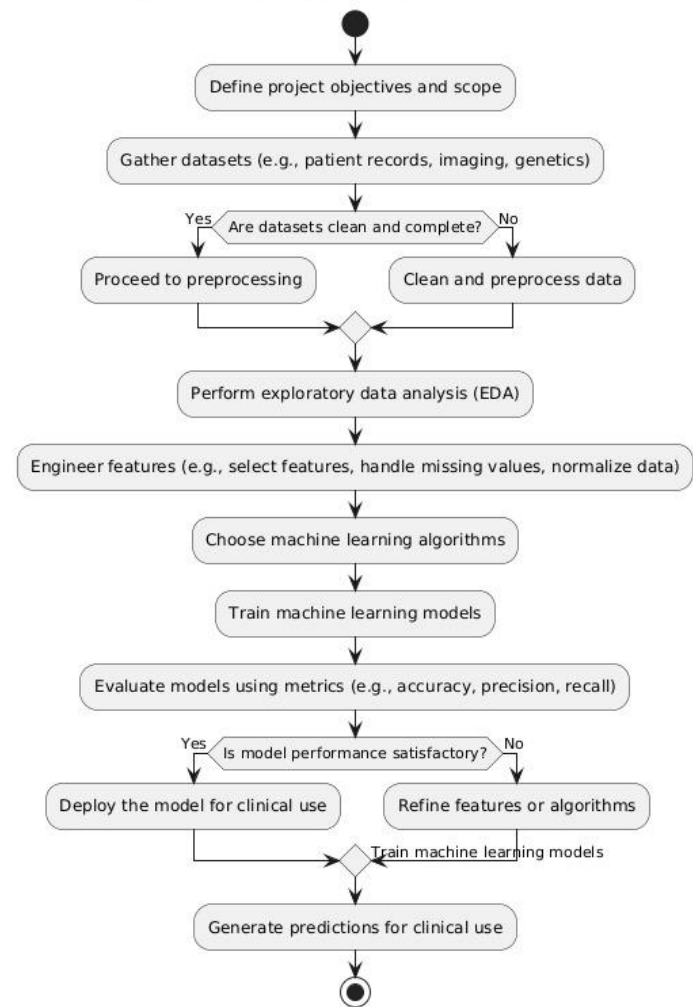 Define project objectives and scope
Gather datasets (e.g., patient records, imaging, genetics)
Yes
Are datasets clean and complete?
No
Proceed to preprocessing
Clean and preprocess data
Perform exploratory data analysis (EDA)
Engineer features (e.g., select features, handle missing values, normalize data)
Choose machine learning algorithms
Train machine learning models
Evaluate models using metrics (e.g., accuracy, precision, recall)
Yes
Is model performance satisfactory?
No
Deploy the model for clinical use
Refine features or algorithms
Train machine learning models
Generate predictions for clinical use